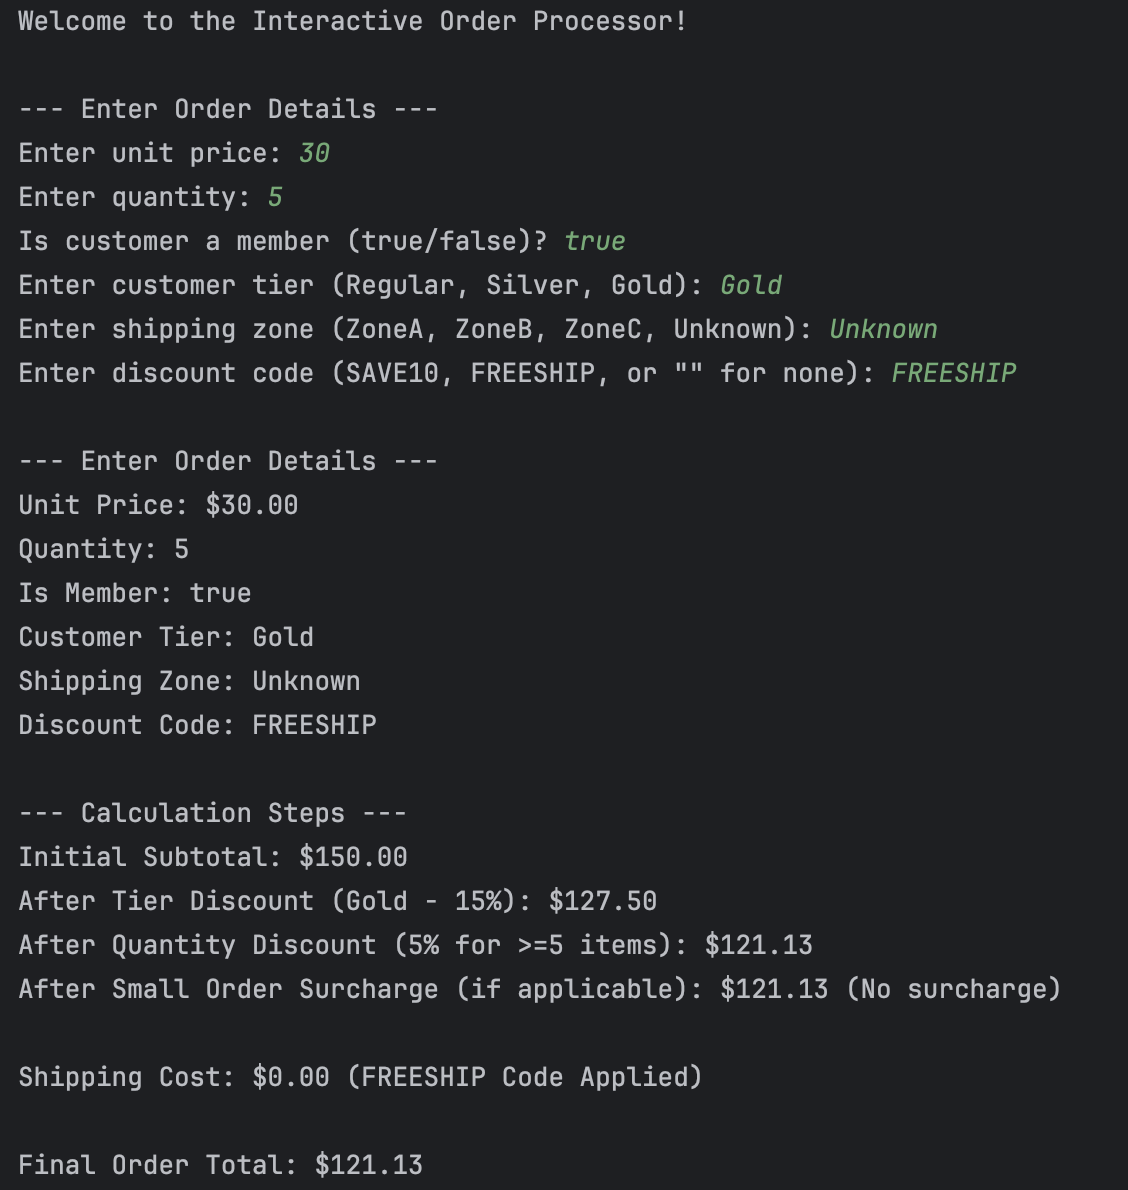 Welcome to the Interactive Order Processor!
--- Enter Order Details ---
Enter unit price: 30
Enter quantity: 5
Is customer a member (true/false)? true
Enter customer tier (Regular, Silver, Gold): Gold
Enter shipping zone (ZoneA, ZoneB, ZoneC, Unknown): Unknown
Enter discount code (SAVE10, FREESHIP, or "" for none): FREESHIP
--- Enter Order Details ---
Unit Price: $30.00
Quantity: 5
Is Member: true
Customer Tier: Gold
Shipping Zone: Unknown
Discount Code: FREESHIP
--- Calculation Steps ---
Initial Subtotal: $150.00
After Tier Discount (Gold - 15%): $127.50
After Quantity Discount (5% for >=5 items): $121.13
After Small Order Surcharge (if applicable): $121.13 (No surcharge)
Shipping Cost: $0.00 (FREESHIP Code Applied)
Final Order Total: $121.13